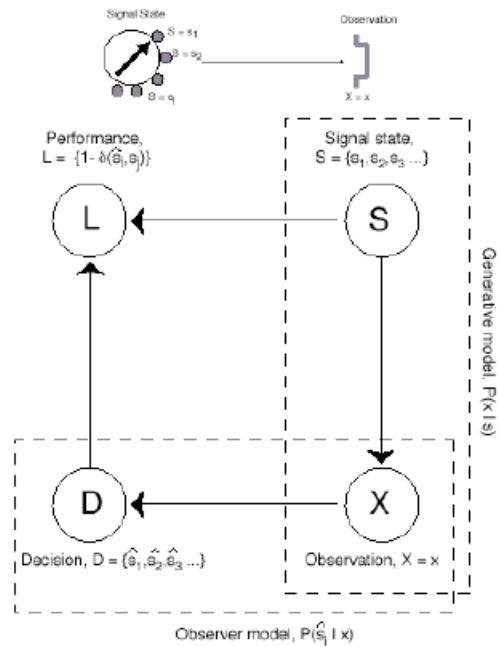 Signal State
Observation
S = s₁
S = s₂
S = sⱼ
X = x
Performance,
L = {1- δ(ŝᵢ,sⱼ)}
Signal state,
S = {s₁,s₂,s₃ ...}
L
S
Generative model, P(x | s)
D
X
Decision, D = {ŝ₁,ŝ₂,ŝ₃ ...}
Observation, X = x
Observer model, P(ŝᵢ | x)